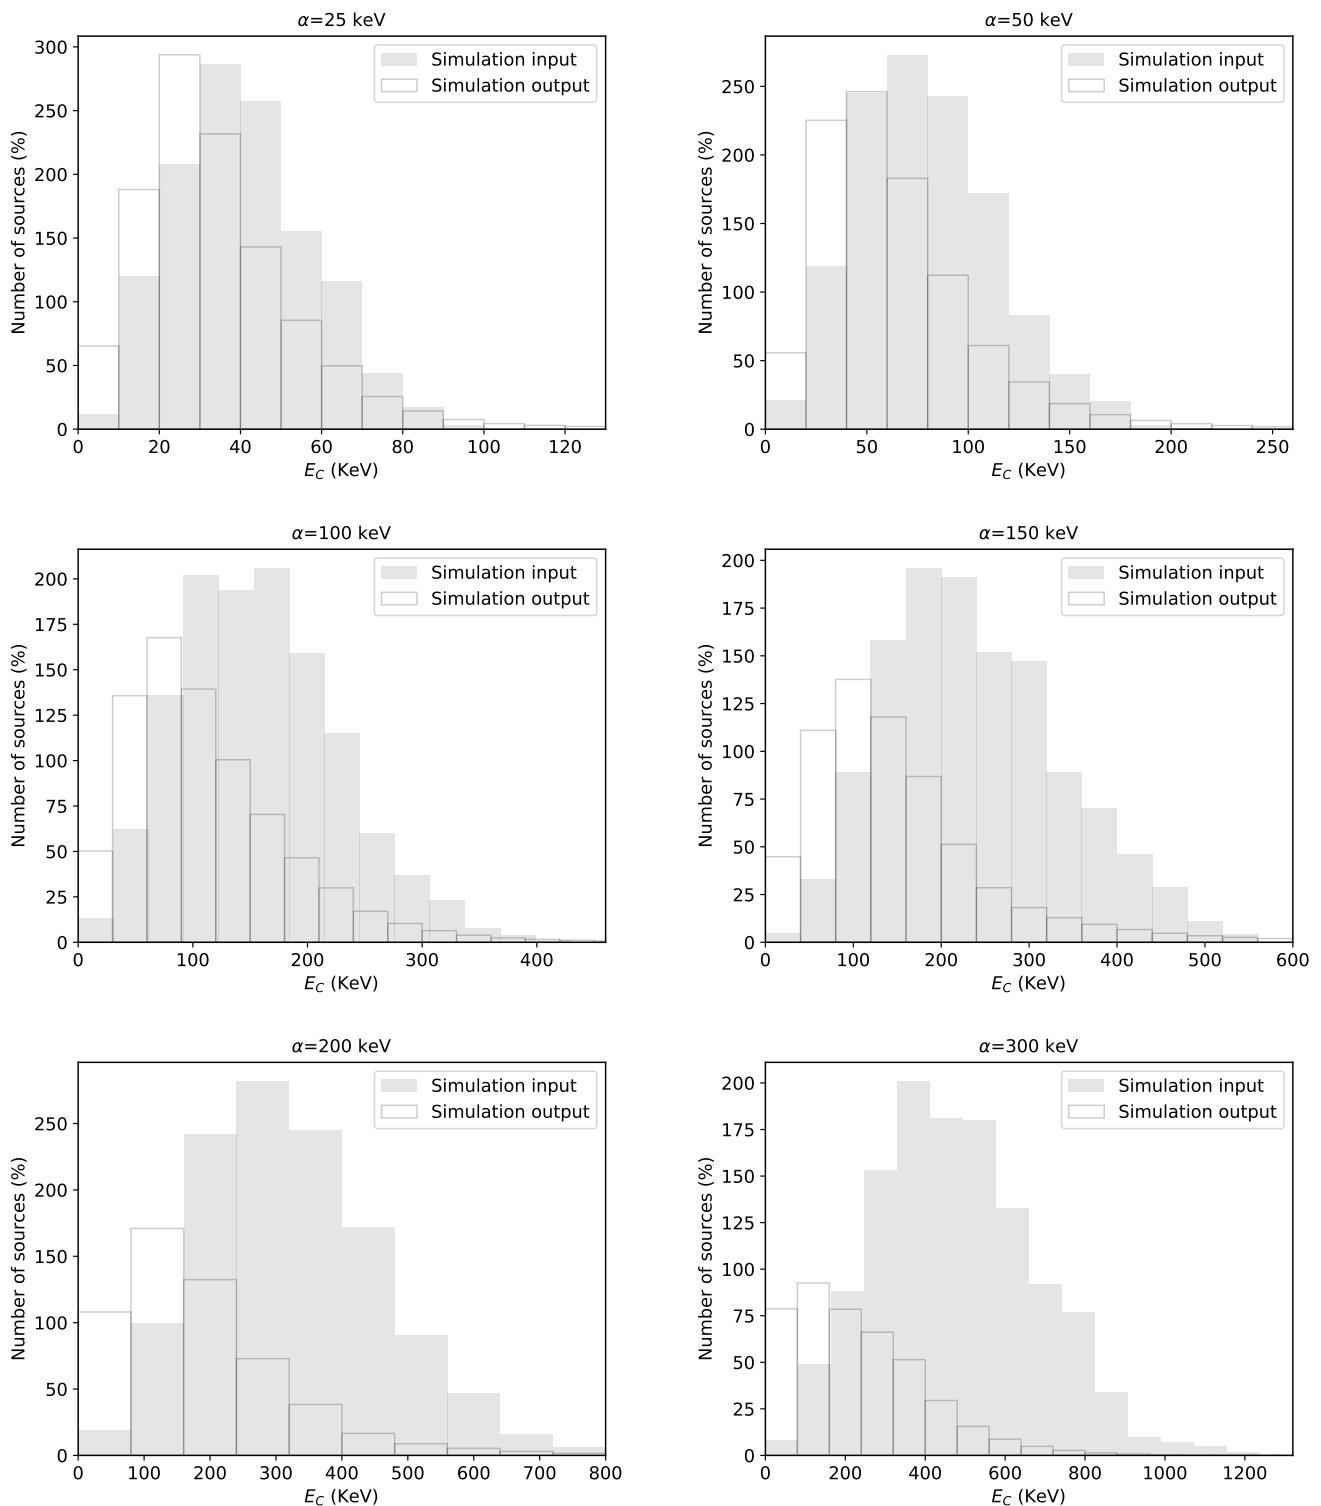 α=25 keV
Simulation input
Simulation output
Number of sources (%)
300
250
200
150
100
50
0
0 20 40 60 80 100 120
E_C (KeV)
α=50 keV
Simulation input
Simulation output
Number of sources (%)
250
200
150
100
50
0
0 50 100 150 200 250
E_C (KeV)
α=100 keV
Simulation input
Simulation output
Number of sources (%)
200
175
150
125
100
75
50
25
0
0 100 200 300 400
E_C (KeV)
α=150 keV
Simulation input
Simulation output
Number of sources (%)
200
175
150
125
100
75
50
25
0
0 100 200 300 400 500 600
E_C (KeV)
α=200 keV
Simulation input
Simulation output
Number of sources (%)
250
200
150
100
50
0
0 100 200 300 400 500 600 700 800
E_C (KeV)
α=300 keV
Simulation input
Simulation output
Number of sources (%)
200
175
150
125
100
75
50
25
0
0 200 400 600 800 1000 1200
E_C (KeV)